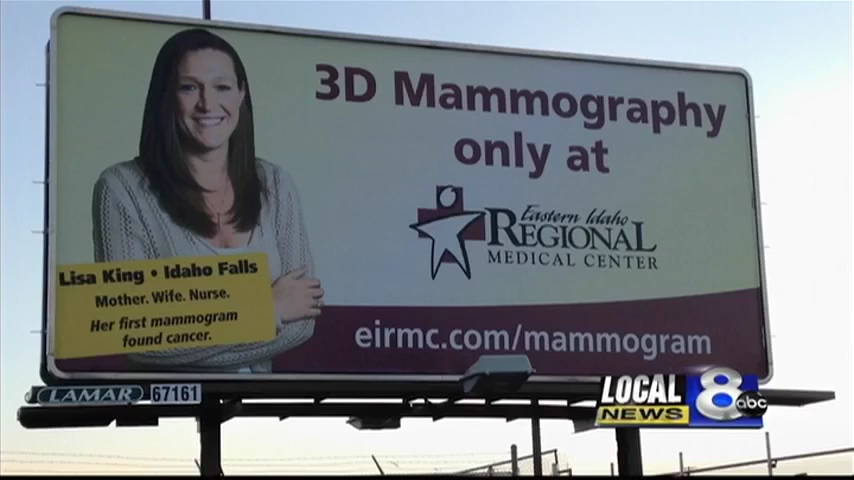 3D Mammography
only at
Eastern Idaho
REGIONAL
MEDICAL CENTER
Lisa King • Idaho Falls
Mother. Wife. Nurse.
Her first mammogram
found cancer.
eirmc.com/mammogram
LAMAR 67161
LOCAL
NEWS
8 abc